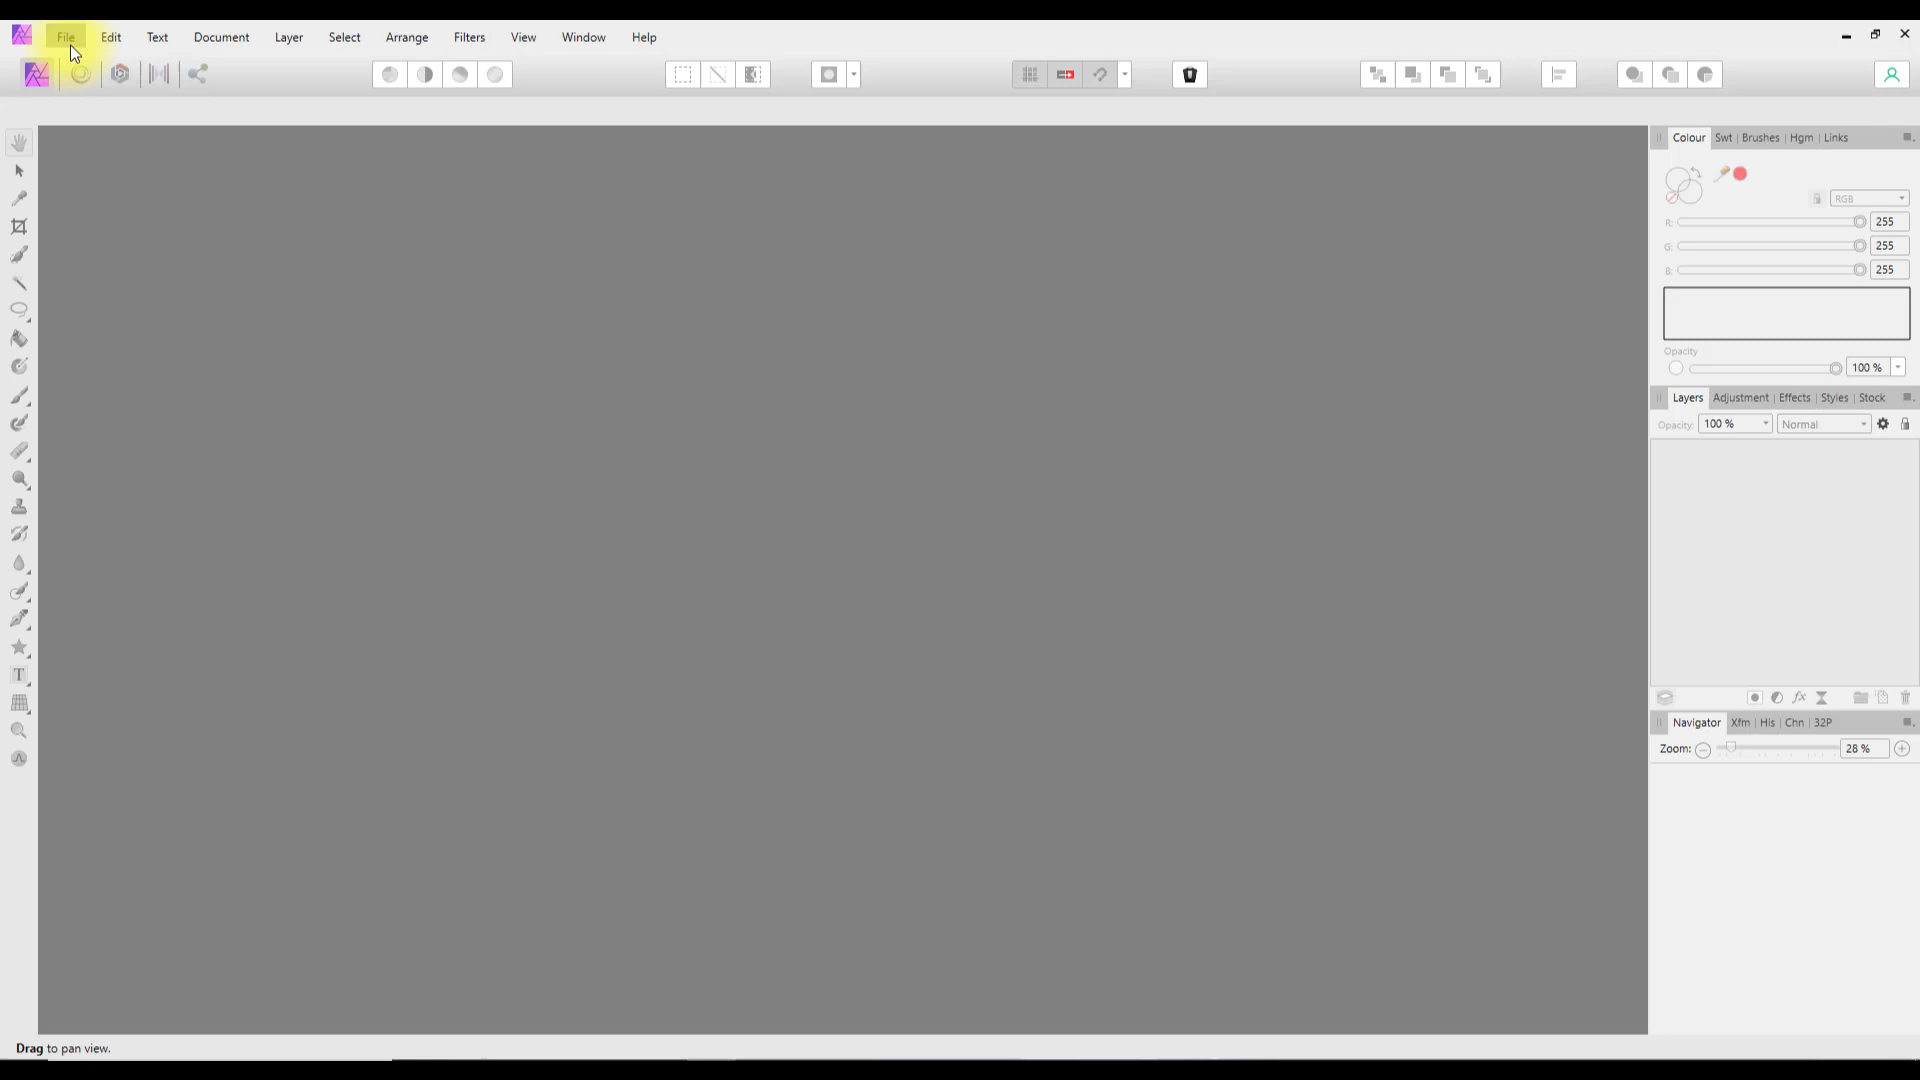 File Edit Text Document Layer Select Arrange Filters View Window Help
Colour Swt Brushes Hgm Links
RGB
R: 255
G: 255
B: 255
Opacity
100 %
Layers Adjustment Effects Styles Stock
Opacity: 100 % Normal
fx
Navigator Xfm His Chn 32P
Zoom: 28 %
T
Drag to pan view.